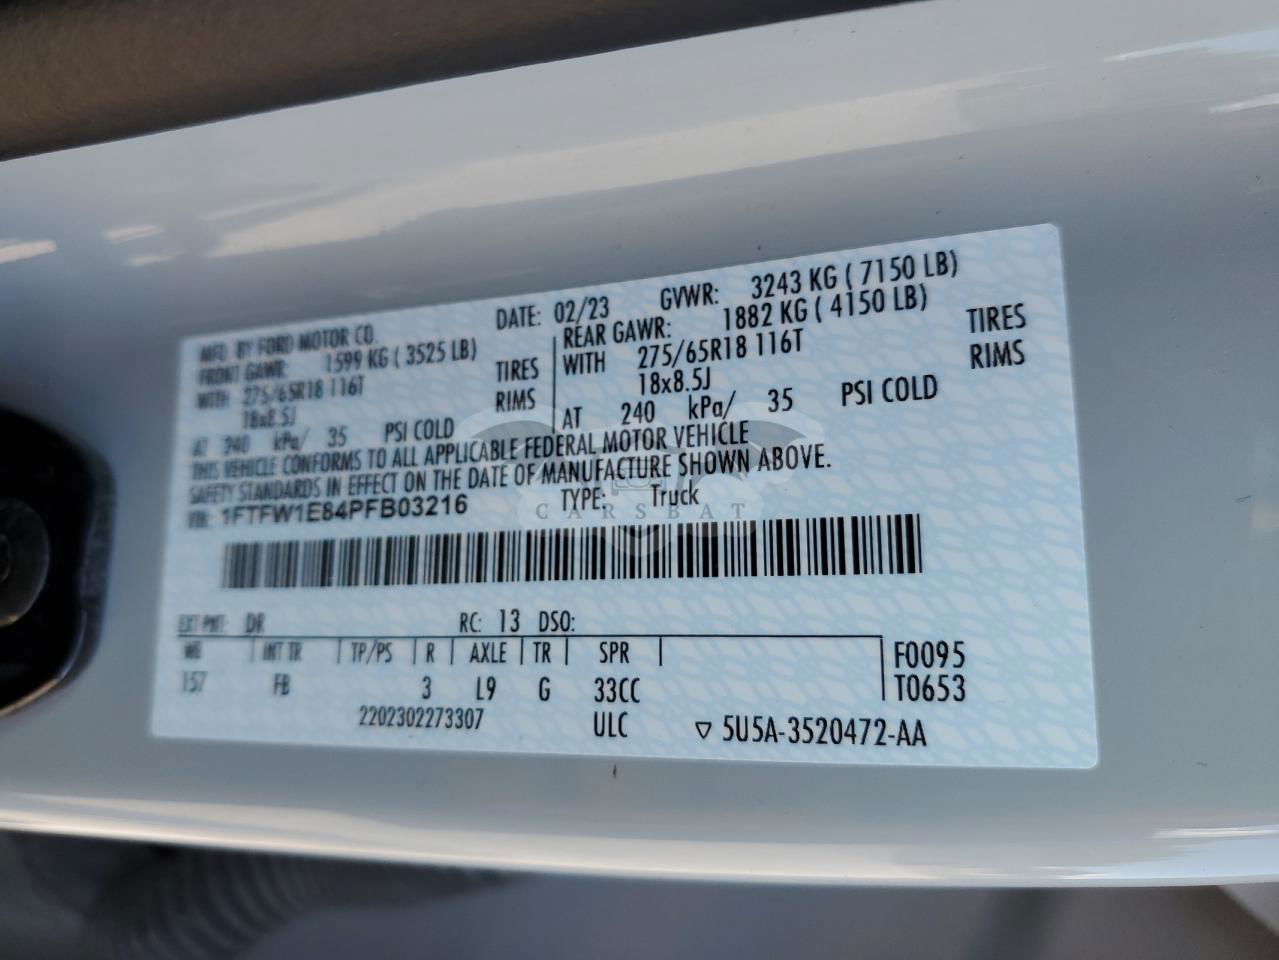 MFD. BY FORD MOTOR CO.
DATE: 02/23 GVWR: 3243 KG ( 7150 LB)
FRONT GAWR: 1599 KG ( 3525 LB)
REAR GAWR: 1882 KG ( 4150 LB)
WITH 275/65R18 116T TIRES
WITH 275/65R18 116T TIRES
18x8.5J RIMS
18x8.5J RIMS
AT 240 kPa/ 35 PSI COLD
AT 240 kPa/ 35 PSI COLD
THIS VEHICLE CONFORMS TO ALL APPLICABLE FEDERAL MOTOR VEHICLE
SAFETY STANDARDS IN EFFECT ON THE DATE OF MANUFACTURE SHOWN ABOVE.
VIN: 1FTFW1E84PFB03216
TYPE: Truck
CARSBAT
EXT PNT: DR RC: 13 DSO:
WB INT TR TP/PS R AXLE TR SPR F0095
157 FB 3 L9 G 33CC T0653
2202302273307 ULC ▽ 5U5A-3520472-AA